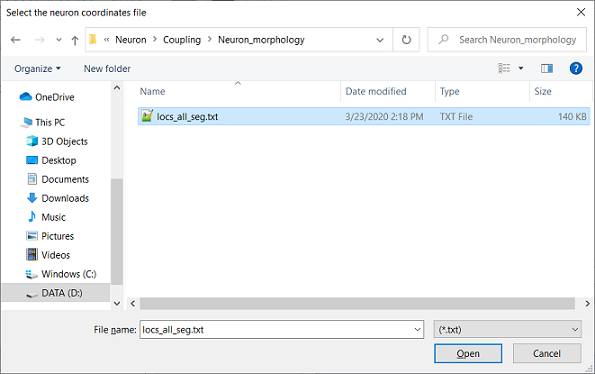 Select the neuron coordinates file
« Neuron > Coupling > Neuron_morphology
Search Neuron_morphology
Organize New folder
Name Date modified Type Size
locs_all_seg.txt 3/23/2020 2:18 PM TXT File 140 KB
OneDrive
This PC
3D Objects
Desktop
Documents
Downloads
Music
Pictures
Videos
Windows (C:)
DATA (D:)
File name: locs_all_seg.txt (*.txt)
Open Cancel